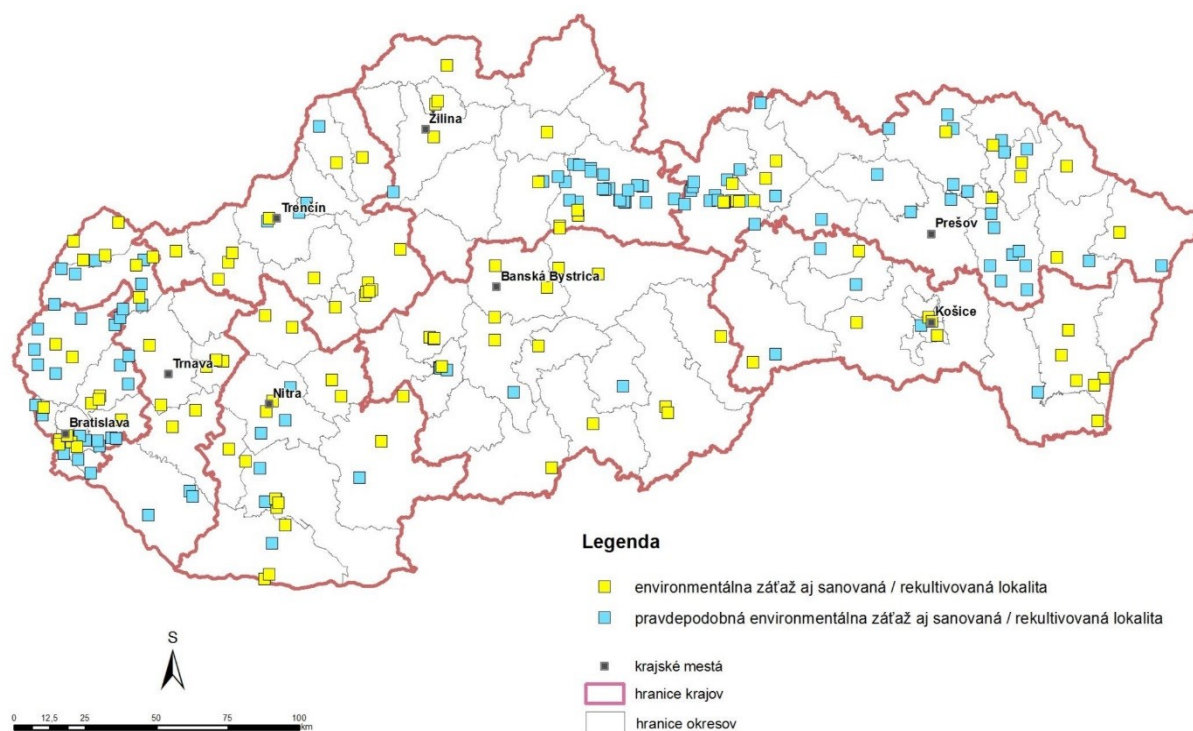 Žilina
Trenčín
Prešov
Banská Bystrica
Košice
Trnava
Nitra
Bratislava
Legenda
environmentálna záťaž aj sanovaná / rekultivovaná lokalita
pravdepodobná environmentálna záťaž aj sanovaná / rekultivovaná lokalita
krajské mestá
hranice krajov
hranice okresov
S
0 12,5 25 50 75 100
km